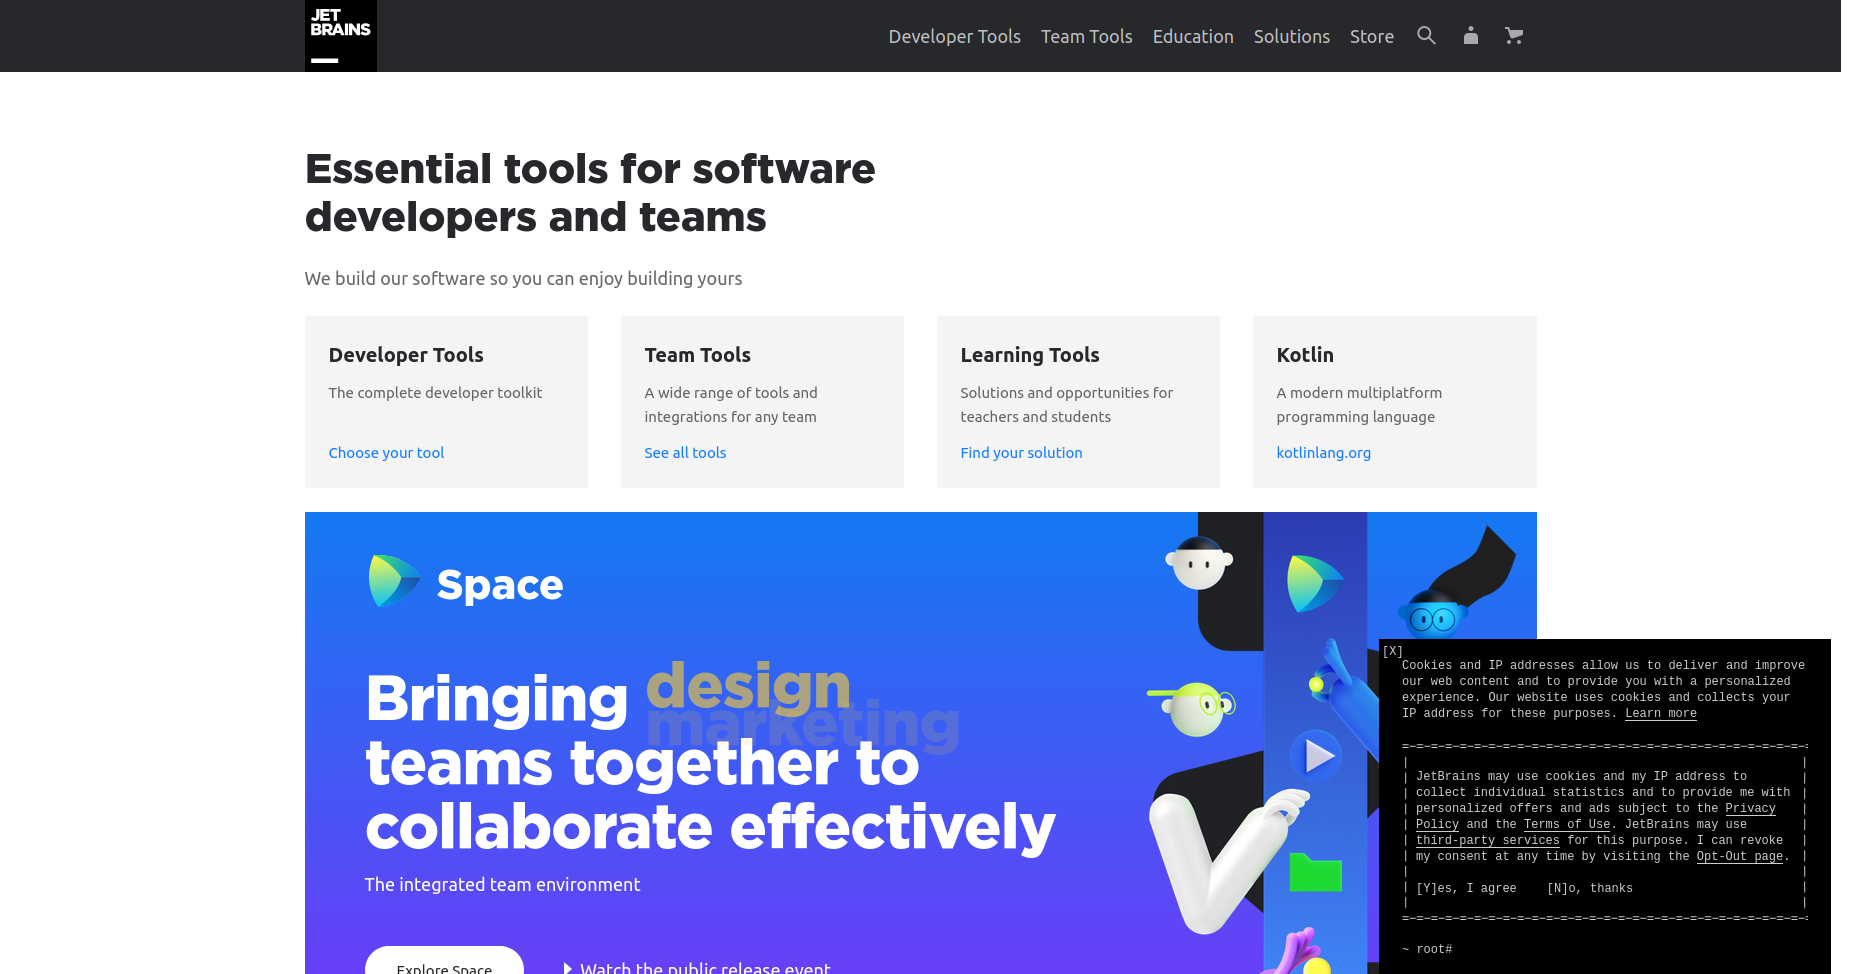 JET
BRAINS
Developer Tools Team Tools Education Solutions Store
Essential tools for software
developers and teams
We build our software so you can enjoy building yours
Developer Tools
The complete developer toolkit
Choose your tool
Team Tools
A wide range of tools and
integrations for any team
See all tools
Learning Tools
Solutions and opportunities for
teachers and students
Find your solution
Kotlin
A modern multiplatform
programming language
kotlinlang.org
Space
Bringing design
marketing
teams together to
collaborate effectively
The integrated team environment
Explore Space
Watch the public release event
[X]
Cookies and IP addresses allow us to deliver and improve
our web content and to provide you with a personalized
experience. Our website uses cookies and collects your
IP address for these purposes. Learn more
JetBrains may use cookies and my IP address to
collect individual statistics and to provide me with
personalized offers and ads subject to the Privacy
Policy and the Terms of Use. JetBrains may use
third-party services for this purpose. I can revoke
my consent at any time by visiting the Opt-Out page.
[Y]es, I agree [N]o, thanks
~ root#